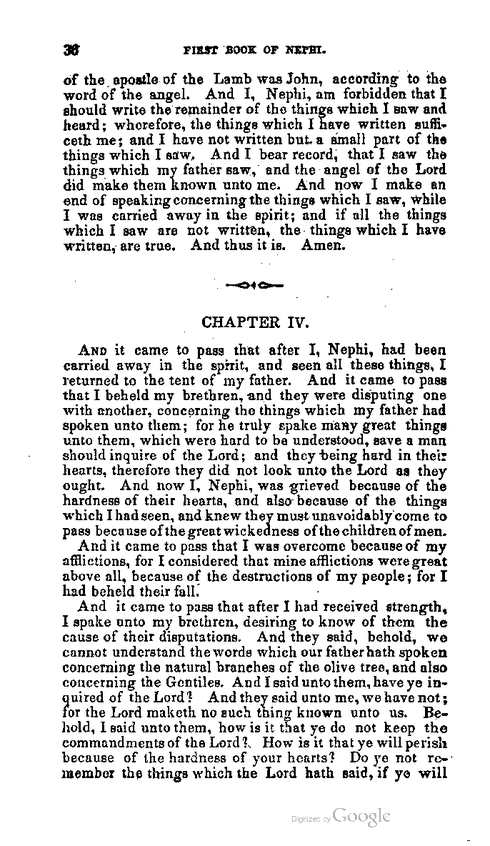 36 FIRST BOOK OF NEPHI.
of the apostle of the Lamb was John, according to the
word of the angel. And I, Nephi, am forbidden that I
should write the remainder of the things which I saw and
heard; wherefore, the things which I have written suffi-
ceth me; and I have not written but a small part of the
things which I saw. And I bear record, that I saw the
things which my father saw, and the angel of the Lord
did make them known unto me. And now I make an
end of speaking concerning the things which I saw, while
I was carried away in the spirit; and if all the things
which I saw are not written, the things which I have
written, are true. And thus it is. Amen.
CHAPTER IV.
AND it came to pass that after I, Nephi, had been
carried away in the spirit, and seen all these things, I
returned to the tent of my father. And it came to pass
that I beheld my brethren, and they were disputing one
with another, concerning the things which my father had
spoken unto them; for he truly spake many great things
unto them, which were hard to be understood, save a man
should inquire of the Lord; and they being hard in their
hearts, therefore they did not look unto the Lord as they
ought. And now I, Nephi, was grieved because of the
hardness of their hearts, and also because of the things
which I had seen, and knew they must unavoidably come to
pass because of the great wickedness of the children of men.
And it came to pass that I was overcome because of my
afflictions, for I considered that mine afflictions were great
above all, because of the destructions of my people; for I
had beheld their fall.
And it came to pass that after I had received strength,
I spake unto my brethren, desiring to know of them the
cause of their disputations. And they said, behold, we
cannot understand the words which our father hath spoken
concerning the natural branches of the olive tree, and also
concerning the Gentiles. And I said unto them, have ye in-
quired of the Lord? And they said unto me, we have not;
for the Lord maketh no such thing known unto us. Be-
hold, I said unto them, how is it that ye do not keep the
commandments of the Lord? How is it that ye will perish
because of the hardness of your hearts? Do ye not re-
member the things which the Lord hath said, if ye will
Digitized by Google